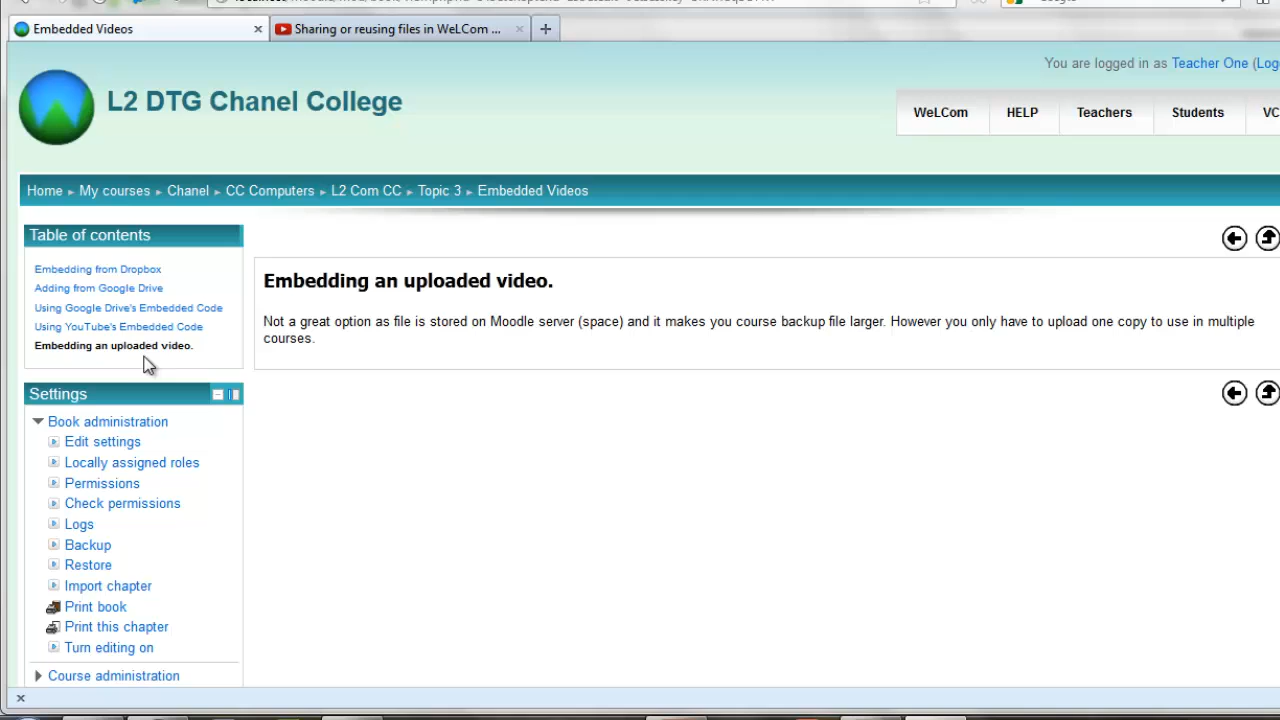 Embedded Videos
Sharing or reusing files in WeLCom ...
You are logged in as Teacher One (Log
L2 DTG Chanel College
WeLCom HELP Teachers Students VC
Home ► My courses ► Chanel ► CC Computers ► L2 Com CC ► Topic 3 ► Embedded Videos
Table of contents
Embedding from Dropbox
Adding from Google Drive
Using Google Drive's Embedded Code
Using YouTube's Embedded Code
Embedding an uploaded video.
Embedding an uploaded video.
Not a great option as file is stored on Moodle server (space) and it makes you course backup file larger. However you only have to upload one copy to use in multiple
courses.
Settings
Book administration
Edit settings
Locally assigned roles
Permissions
Check permissions
Logs
Backup
Restore
Import chapter
Print book
Print this chapter
Turn editing on
Course administration